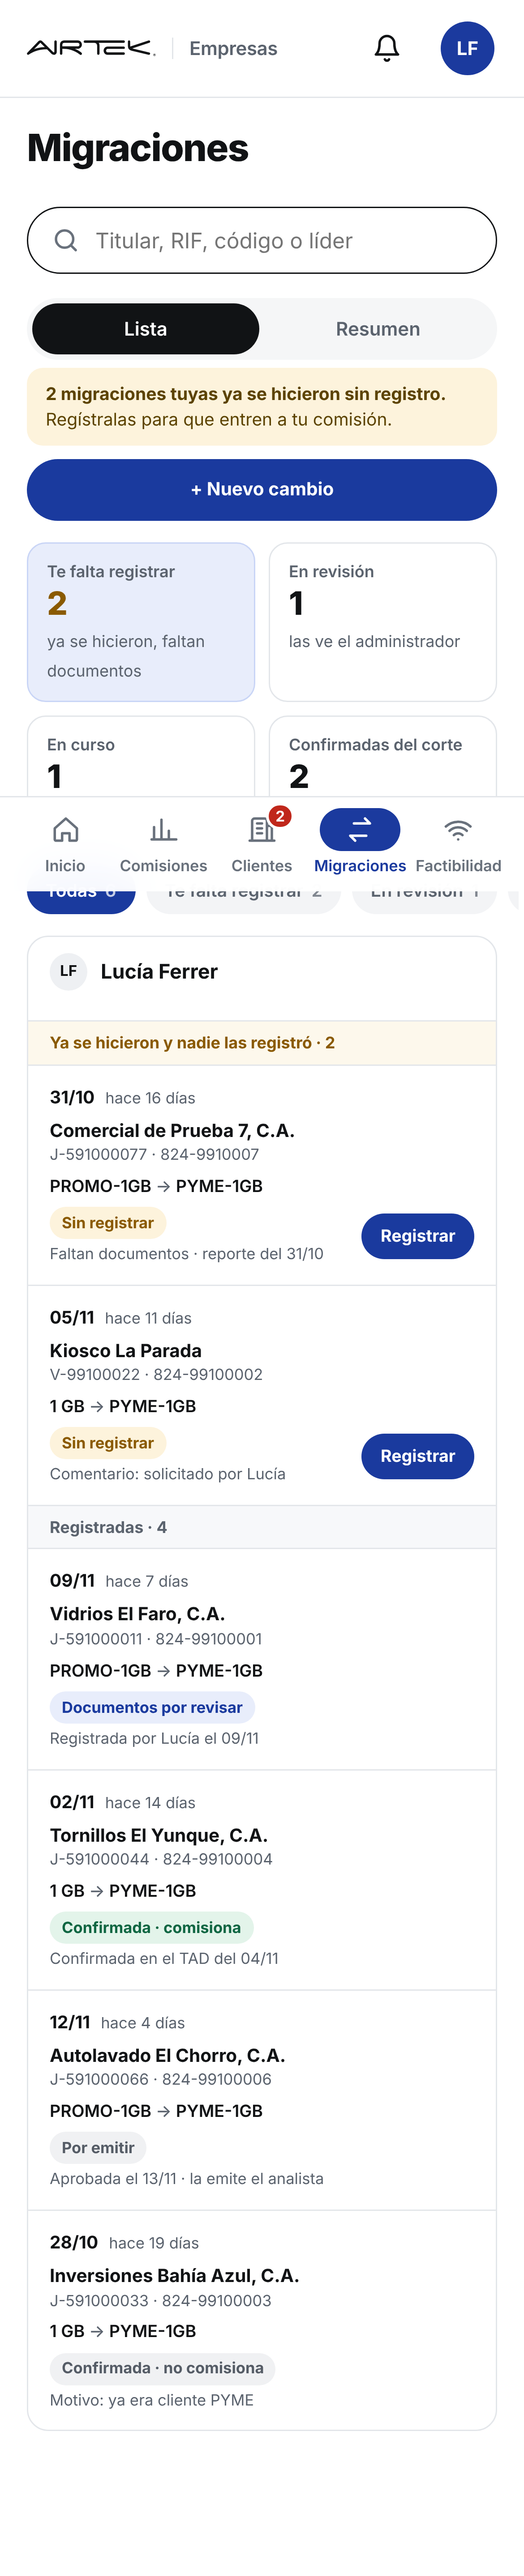 AIRTEK.
Empresas
LF
Migraciones
Titular, RIF, código o líder
Lista
Resumen
2 migraciones tuyas ya se hicieron sin registro.
Regístralas para que entren a tu comisión.
+ Nuevo cambio
Te falta registrar
2
ya se hicieron, faltan
documentos
En revisión
1
las ve el administrador
En curso
1
Confirmadas del corte
2
2
Inicio
Comisiones
Clientes
Migraciones
Factibilidad
Todas 6
Te falta registrar 2
En revisión 1
LF
Lucía Ferrer
Ya se hicieron y nadie las registró · 2
31/10 hace 16 días
Comercial de Prueba 7, C.A.
J-591000077 · 824-9910007
PROMO-1GB → PYME-1GB
Sin registrar
Faltan documentos · reporte del 31/10
Registrar
05/11 hace 11 días
Kiosco La Parada
V-99100022 · 824-99100002
1 GB → PYME-1GB
Sin registrar
Comentario: solicitado por Lucía
Registrar
Registradas · 4
09/11 hace 7 días
Vidrios El Faro, C.A.
J-591000011 · 824-99100001
PROMO-1GB → PYME-1GB
Documentos por revisar
Registrada por Lucía el 09/11
02/11 hace 14 días
Tornillos El Yunque, C.A.
J-591000044 · 824-99100004
1 GB → PYME-1GB
Confirmada · comisiona
Confirmada en el TAD del 04/11
12/11 hace 4 días
Autolavado El Chorro, C.A.
J-591000066 · 824-99100006
PROMO-1GB → PYME-1GB
Por emitir
Aprobada el 13/11 · la emite el analista
28/10 hace 19 días
Inversiones Bahía Azul, C.A.
J-591000033 · 824-99100003
1 GB → PYME-1GB
Confirmada · no comisiona
Motivo: ya era cliente PYME